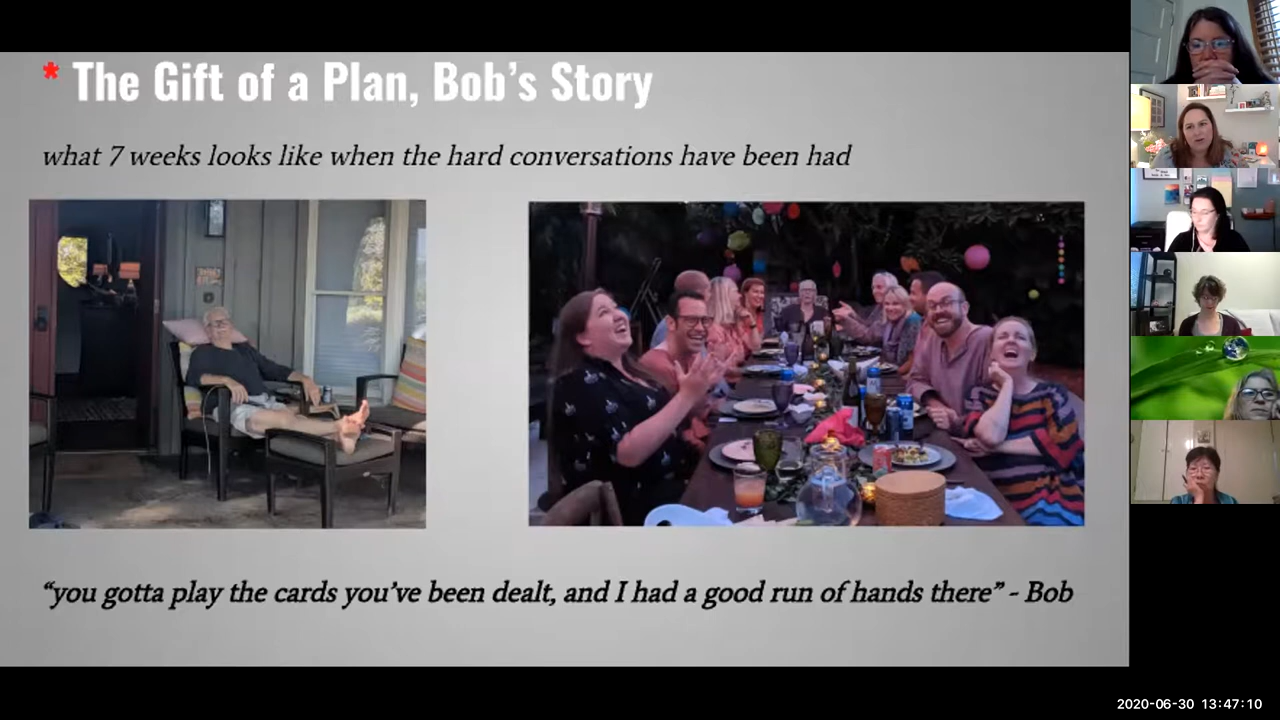 * The Gift of a Plan, Bob's Story
what 7 weeks looks like when the hard conversations have been had
“you gotta play the cards you've been dealt, and I had a good run of hands there” - Bob
2020-06-30 13:47:10